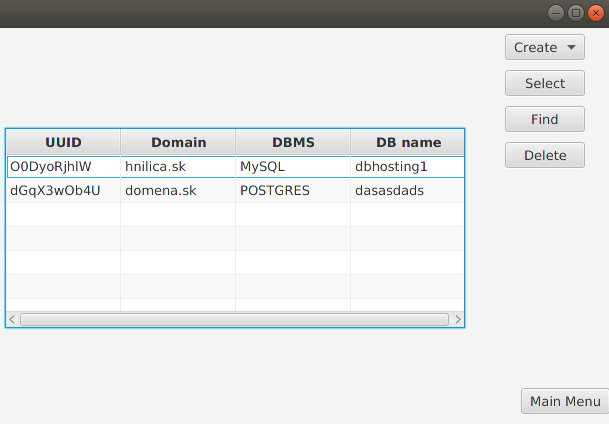 Create
Select
Find
Delete
UUID Domain DBMS DB name
O0DyoRjhlW hnilica.sk MySQL dbhosting1
dGqX3wOb4U domena.sk POSTGRES dasasdads
Main Menu